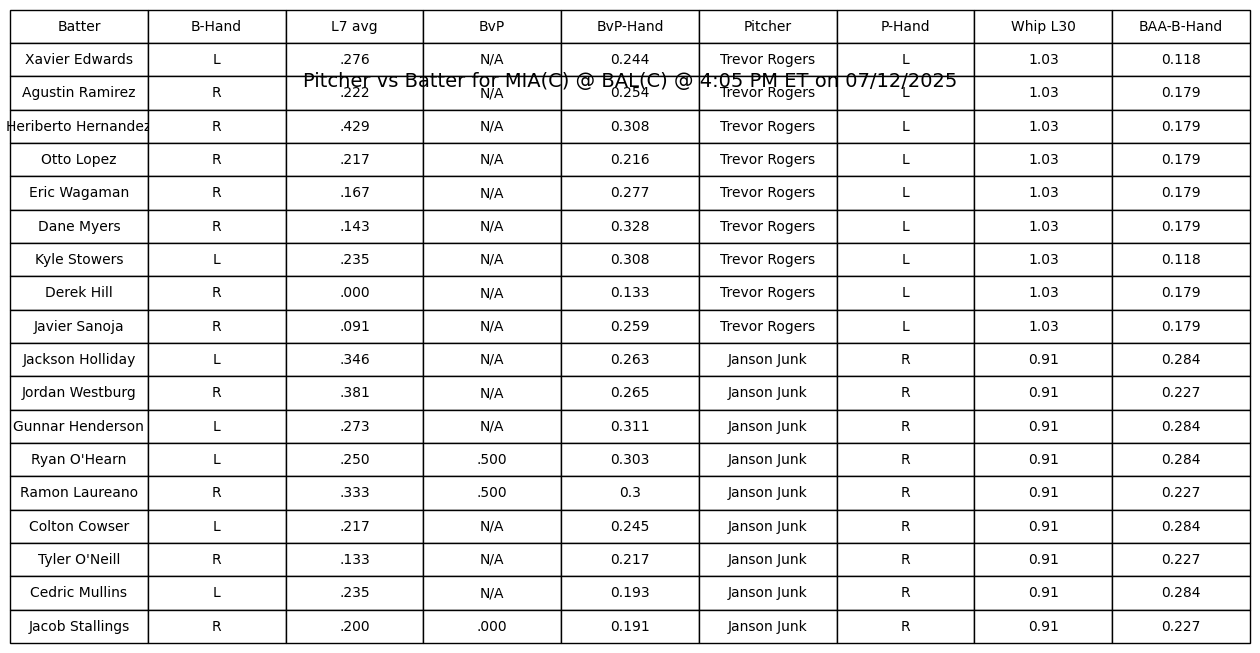 Batter B-Hand L7 avg BvP BvP-Hand Pitcher P-Hand Whip L30 BAA-B-Hand
Xavier Edwards L .276 N/A 0.244 Trevor Rogers L 1.03 0.118
Pitcher vs Batter for MIA(C) @ BAL(C) @ 4:05 PM ET on 07/12/2025
Agustin Ramirez R .222 N/A 0.254 Trevor Rogers L 1.03 0.179
Heriberto Hernandez R .429 N/A 0.308 Trevor Rogers L 1.03 0.179
Otto Lopez R .217 N/A 0.216 Trevor Rogers L 1.03 0.179
Eric Wagaman R .167 N/A 0.277 Trevor Rogers L 1.03 0.179
Dane Myers R .143 N/A 0.328 Trevor Rogers L 1.03 0.179
Kyle Stowers L .235 N/A 0.308 Trevor Rogers L 1.03 0.118
Derek Hill R .000 N/A 0.133 Trevor Rogers L 1.03 0.179
Javier Sanoja R .091 N/A 0.259 Trevor Rogers L 1.03 0.179
Jackson Holliday L .346 N/A 0.263 Janson Junk R 0.91 0.284
Jordan Westburg R .381 N/A 0.265 Janson Junk R 0.91 0.227
Gunnar Henderson L .273 N/A 0.311 Janson Junk R 0.91 0.284
Ryan O'Hearn L .250 .500 0.303 Janson Junk R 0.91 0.284
Ramon Laureano R .333 .500 0.3 Janson Junk R 0.91 0.227
Colton Cowser L .217 N/A 0.245 Janson Junk R 0.91 0.284
Tyler O'Neill R .133 N/A 0.217 Janson Junk R 0.91 0.227
Cedric Mullins L .235 N/A 0.193 Janson Junk R 0.91 0.284
Jacob Stallings R .200 .000 0.191 Janson Junk R 0.91 0.227